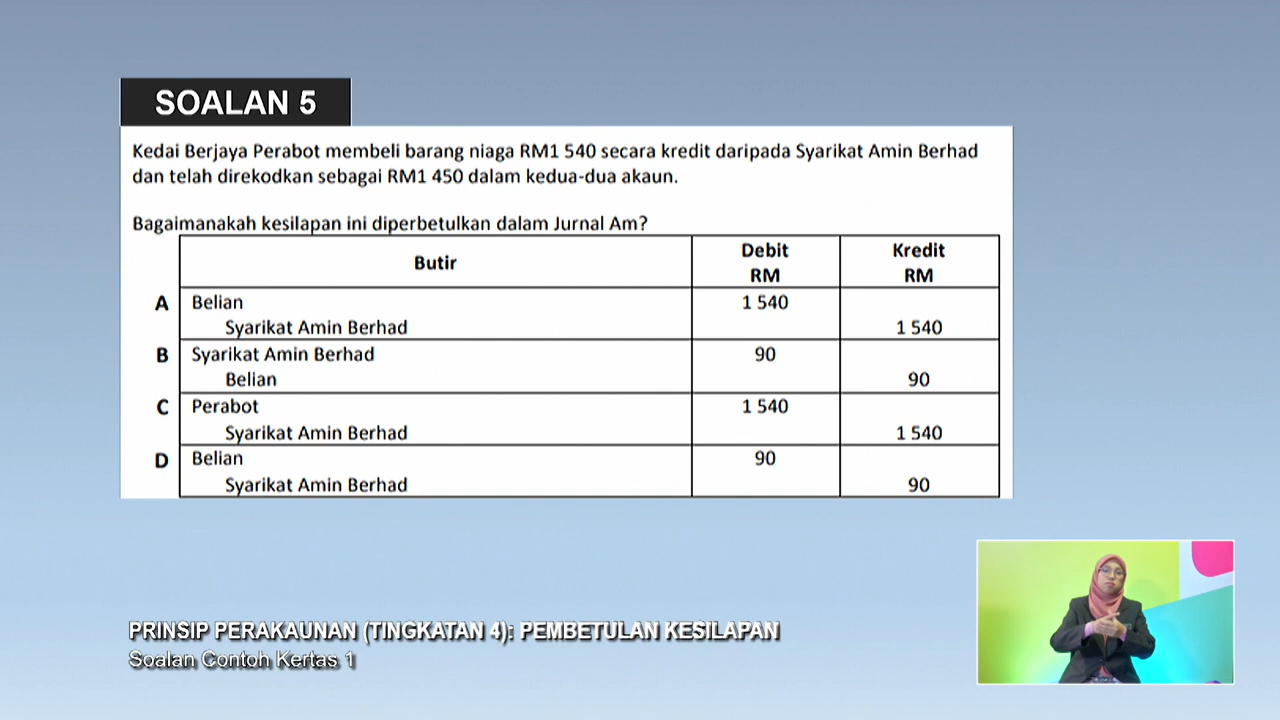 SOALAN 5
Kedai Berjaya Perabot membeli barang niaga RM1 540 secara kredit daripada Syarikat Amin Berhad
dan telah direkodkan sebagai RM1 450 dalam kedua-dua akaun.
Bagaimanakah kesilapan ini diperbetulkan dalam Jurnal Am?
Butir Debit RM Kredit RM
A Belian 1 540
Syarikat Amin Berhad 1 540
B Syarikat Amin Berhad 90
Belian 90
C Perabot 1 540
Syarikat Amin Berhad 1 540
D Belian 90
Syarikat Amin Berhad 90
PRINSIP PERAKAUNAN (TINGKATAN 4): PEMBETULAN KESILAPAN
Soalan Contoh Kertas 1